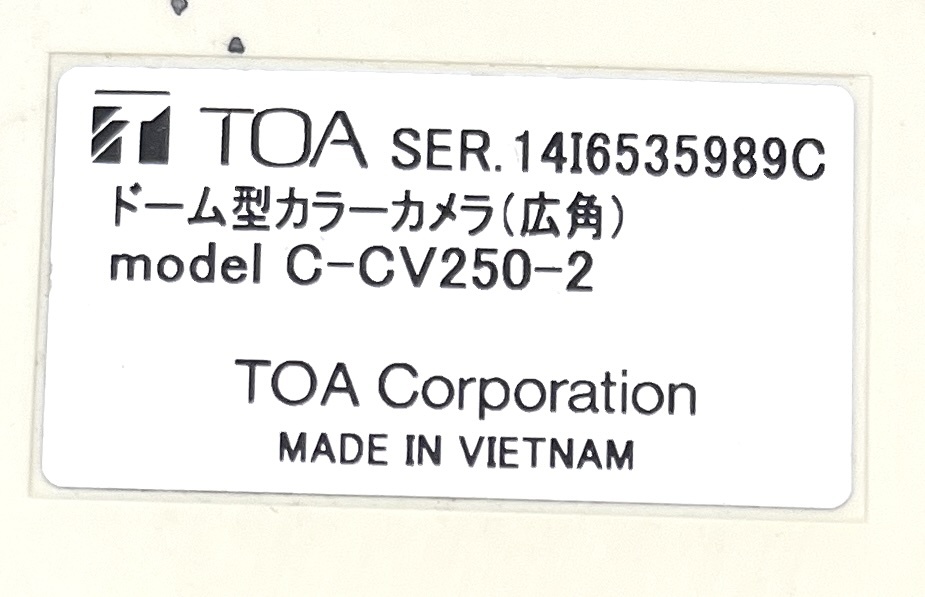 TOA SER. 14I6535989C
ドーム型カラーカメラ(広角)
model C-CV250-2
TOA Corporation
MADE IN VIETNAM